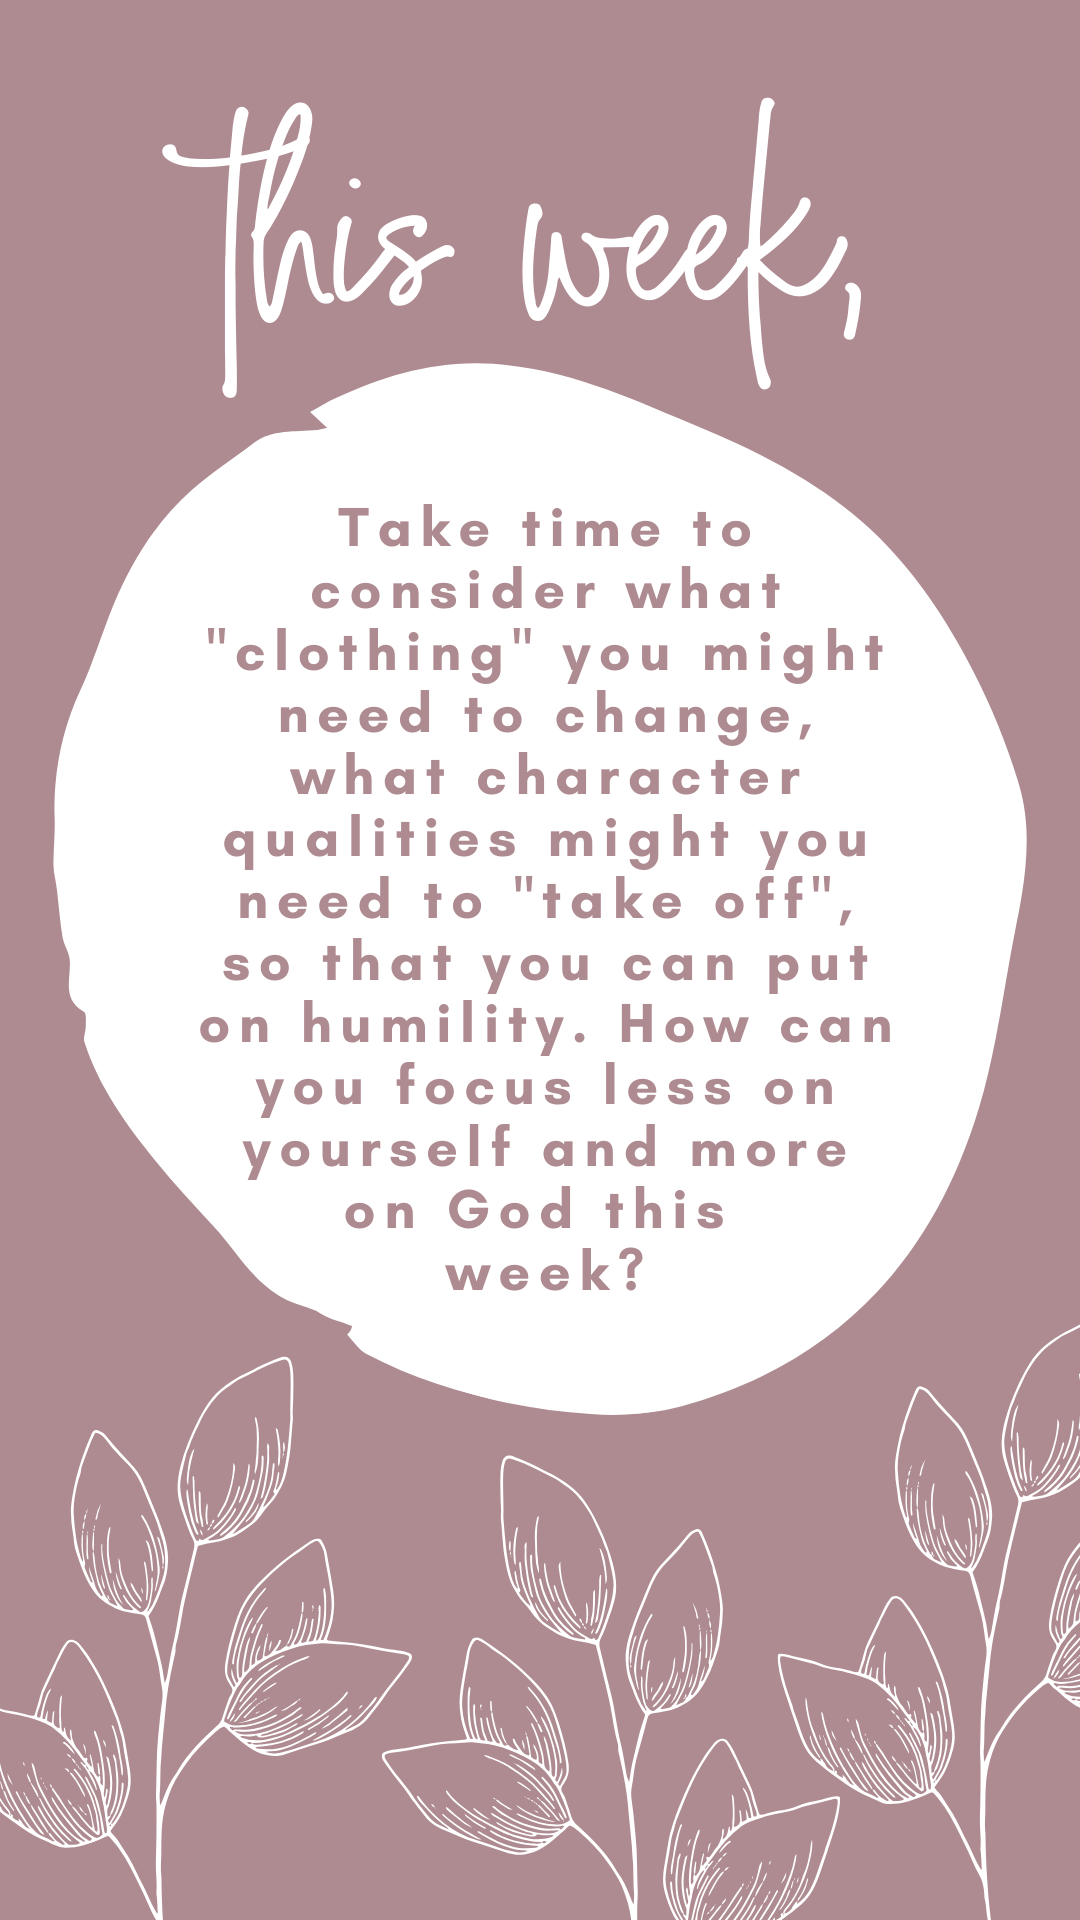 this week,
Take time to
consider what
"clothing" you might
need to change,
what character
qualities might you
need to "take off",
so that you can put
on humility. How can
you focus less on
yourself and more
on God this
week?